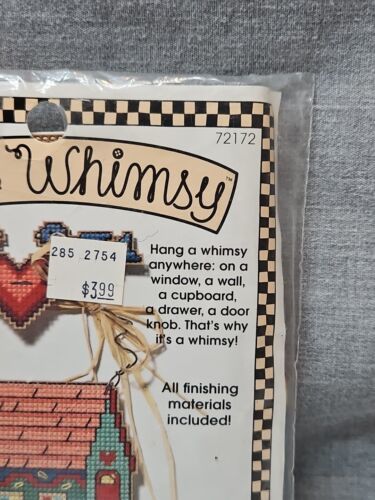 72172
Whimsy™
285 2754
$3.99
Hang a whimsy
anywhere: on a
window, a wall,
a cupboard,
a drawer, a door
knob. That's why
it's a whimsy!
All finishing
materials
included!